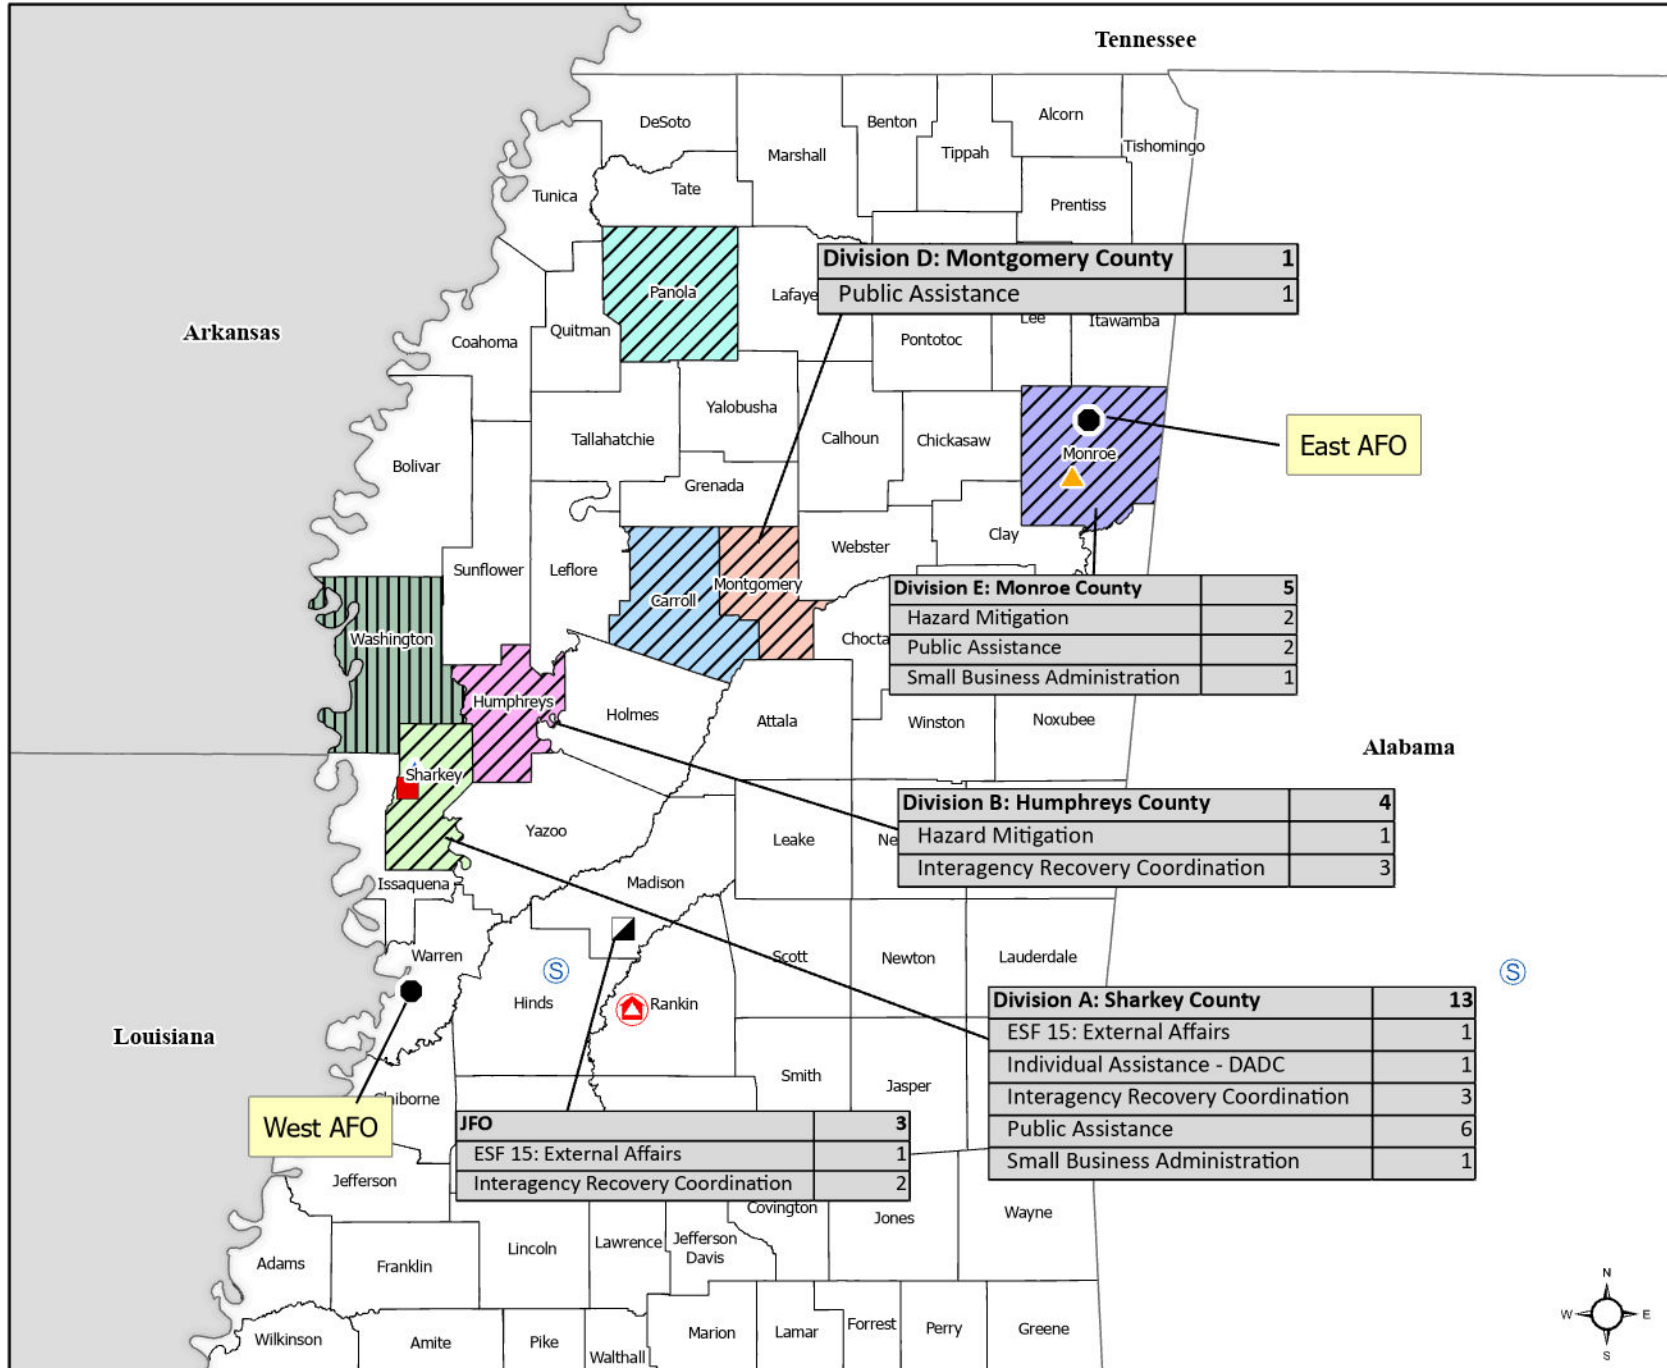 Tennessee
Alcorn
DeSoto
Benton
Tishomingo
Marshall
Tippah
Tate
Tunica
Prentiss
Division D: Montgomery County 1
Public Assistance 1
Panola
Lafaye
Lee
Itawamba
Arkansas
Quitman
Coahoma
Pontotoc
Yalobusha
Tallahatchie
Calhoun
Chickasaw
East AFO
Monroe
Bolivar
Grenada
Clay
Webster
Sunflower
Leflore
Montgomery
Carroll
Division E: Monroe County 5
Hazard Mitigation 2
Public Assistance 2
Small Business Administration 1
Washington
Chocta
Humphreys
Holmes
Attala
Winston
Noxubee
Alabama
Sharkey
Division B: Humphreys County 4
Hazard Mitigation 1
Interagency Recovery Coordination 3
Yazoo
Leake
Ne
Issaquena
Madison
Warren
Scott
Newton
Lauderdale
S
S
Hinds
Rankin
Division A: Sharkey County 13
ESF 15: External Affairs 1
Individual Assistance - DADC 1
Interagency Recovery Coordination 3
Public Assistance 6
Small Business Administration 1
Louisiana
Smith
Jasper
aiborne
West AFO
JFO 3
ESF 15: External Affairs 1
Interagency Recovery Coordination 2
Jefferson
Covington
Jones
Wayne
Lincoln
Lawrence
Jefferson
Davis
Adams
Franklin
N
W E
S
Wilkinson
Amite
Pike
Walthall
Marion
Lamar
Forrest
Perry
Greene